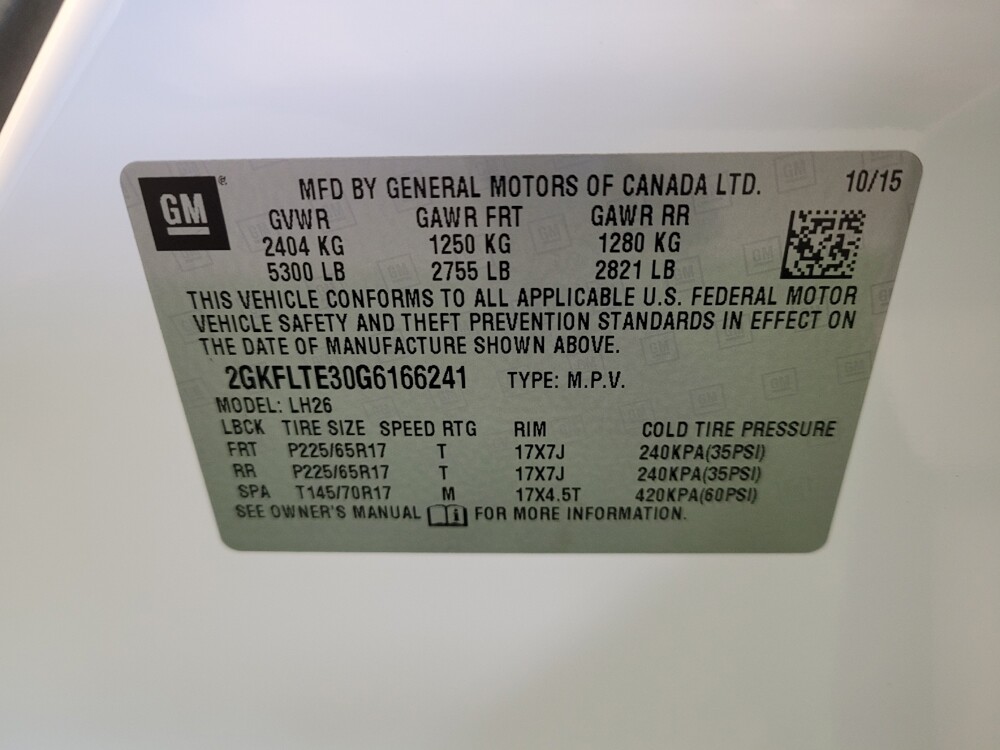 GM ®
MFD BY GENERAL MOTORS OF CANADA LTD. 10/15
GVWR GAWR FRT GAWR RR
2404 KG 1250 KG 1280 KG
5300 LB 2755 LB 2821 LB
THIS VEHICLE CONFORMS TO ALL APPLICABLE U.S. FEDERAL MOTOR
VEHICLE SAFETY AND THEFT PREVENTION STANDARDS IN EFFECT ON
THE DATE OF MANUFACTURE SHOWN ABOVE.
2GKFLTE30G6166241 TYPE: M.P.V.
MODEL: LH26
LBCK TIRE SIZE SPEED RTG RIM COLD TIRE PRESSURE
FRT P225/65R17 T 17X7J 240KPA(35PSI)
RR P225/65R17 T 17X7J 240KPA(35PSI)
SPA T145/70R17 M 17X4.5T 420KPA(60PSI)
SEE OWNER'S MANUAL FOR MORE INFORMATION.